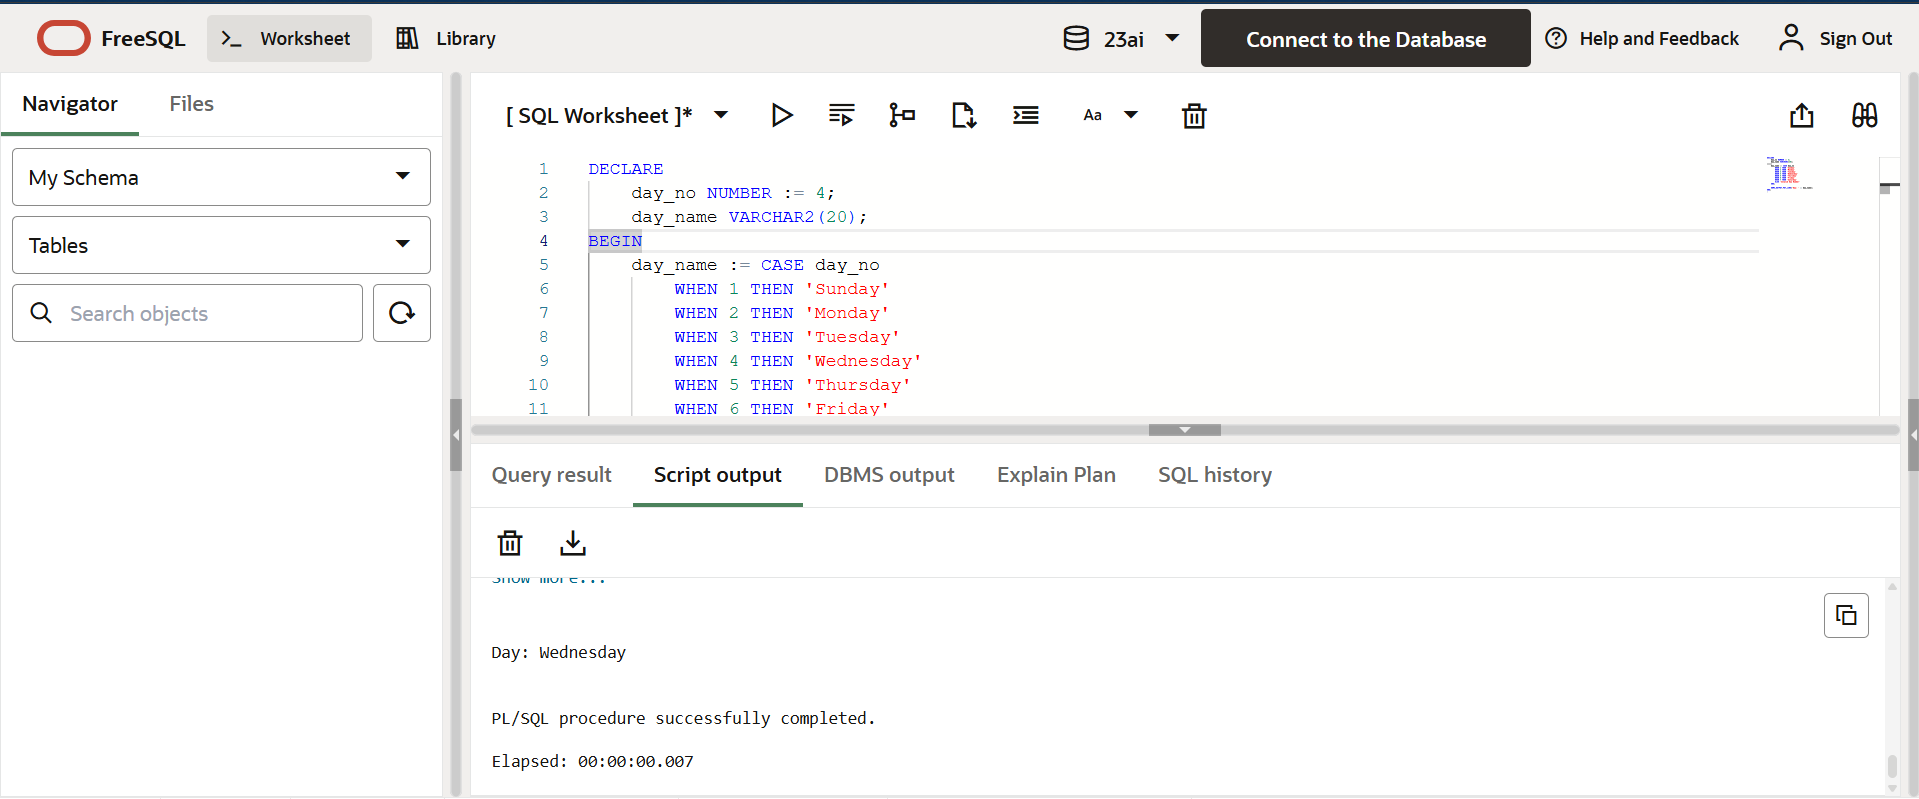 FreeSQL
>_ Worksheet
Library
23ai
Connect to the Database
Help and Feedback
Sign Out
Navigator
Files
My Schema
Tables
Search objects
[ SQL Worksheet ]*
Aa
1 DECLARE
2 day_no NUMBER := 4;
3 day_name VARCHAR2(20);
4 BEGIN
5 day_name := CASE day_no
6 WHEN 1 THEN 'Sunday'
7 WHEN 2 THEN 'Monday'
8 WHEN 3 THEN 'Tuesday'
9 WHEN 4 THEN 'Wednesday'
10 WHEN 5 THEN 'Thursday'
11 WHEN 6 THEN 'Friday'
Query result
Script output
DBMS output
Explain Plan
SQL history
Show more...
Day: Wednesday
PL/SQL procedure successfully completed.
Elapsed: 00:00:00.007